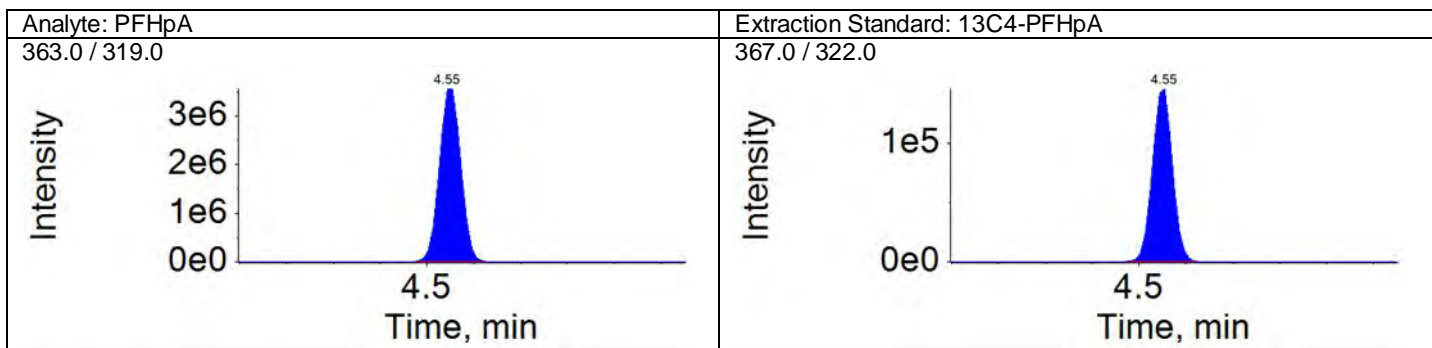 Analyte: PFHpA
363.0 / 319.0
4.55
Intensity
3e6
2e6
1e6
0e0
4.5
Time, min
Extraction Standard: 13C4-PFHpA
367.0 / 322.0
4.55
Intensity
1e5
0e0
4.5
Time, min